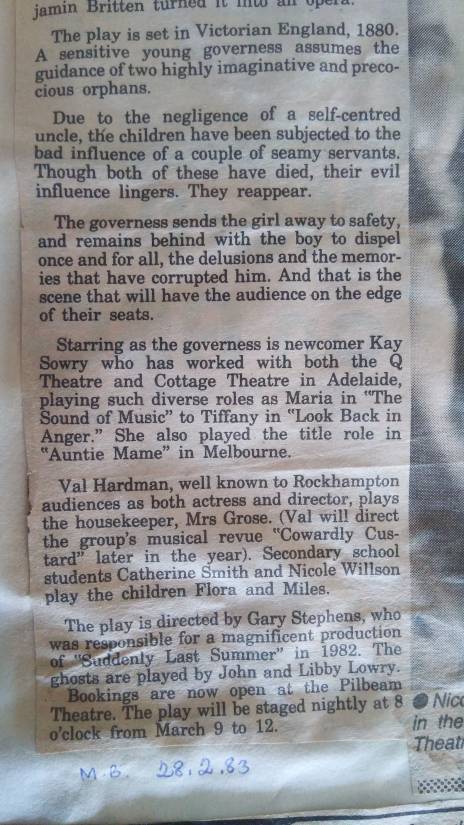 jamin Britten turned it into an opera.
The play is set in Victorian England, 1880.
A sensitive young governess assumes the
guidance of two highly imaginative and preco-
cious orphans.
Due to the negligence of a self-centred
uncle, the children have been subjected to the
bad influence of a couple of seamy servants.
Though both of these have died, their evil
influence lingers. They reappear.
The governess sends the girl away to safety,
and remains behind with the boy to dispel
once and for all, the delusions and the memor-
ies that have corrupted him. And that is the
scene that will have the audience on the edge
of their seats.
Starring as the governess is newcomer Kay
Sowry who has worked with both the Q
Theatre and Cottage Theatre in Adelaide,
playing such diverse roles as Maria in "The
Sound of Music" to Tiffany in "Look Back in
Anger." She also played the title role in
"Auntie Mame" in Melbourne.
Val Hardman, well known to Rockhampton
audiences as both actress and director, plays
the housekeeper, Mrs Grose. (Val will direct
the group's musical revue "Cowardly Cus-
tard" later in the year). Secondary school
students Catherine Smith and Nicole Willson
play the children Flora and Miles.
The play is directed by Gary Stephens, who
was responsible for a magnificent production
of "Suddenly Last Summer" in 1982. The
ghosts are played by John and Libby Lowry.
Bookings are now open at the Pilbeam
Theatre. The play will be staged nightly at 8
o'clock from March 9 to 12.
M.B. 28.2.83
● Nico
in the
Theatr